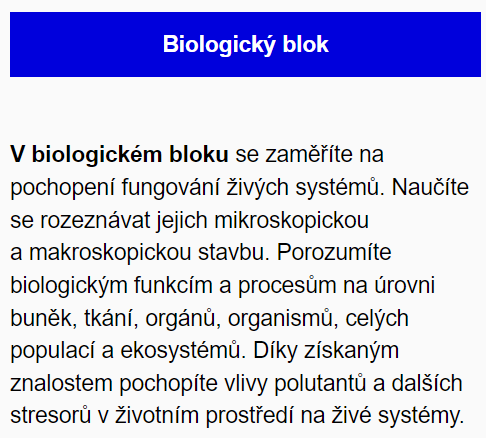 Biologický blok
V biologickém bloku se zaměříte na
pochopení fungování živých systémů. Naučíte
se rozeznávat jejich mikroskopickou
a makroskopickou stavbu. Porozumíte
biologickým funkcím a procesům na úrovni
buněk, tkání, orgánů, organismů, celých
populací a ekosystémů. Díky získaným
znalostem pochopíte vlivy polutantů a dalších
stresorů v životním prostředí na živé systémy.